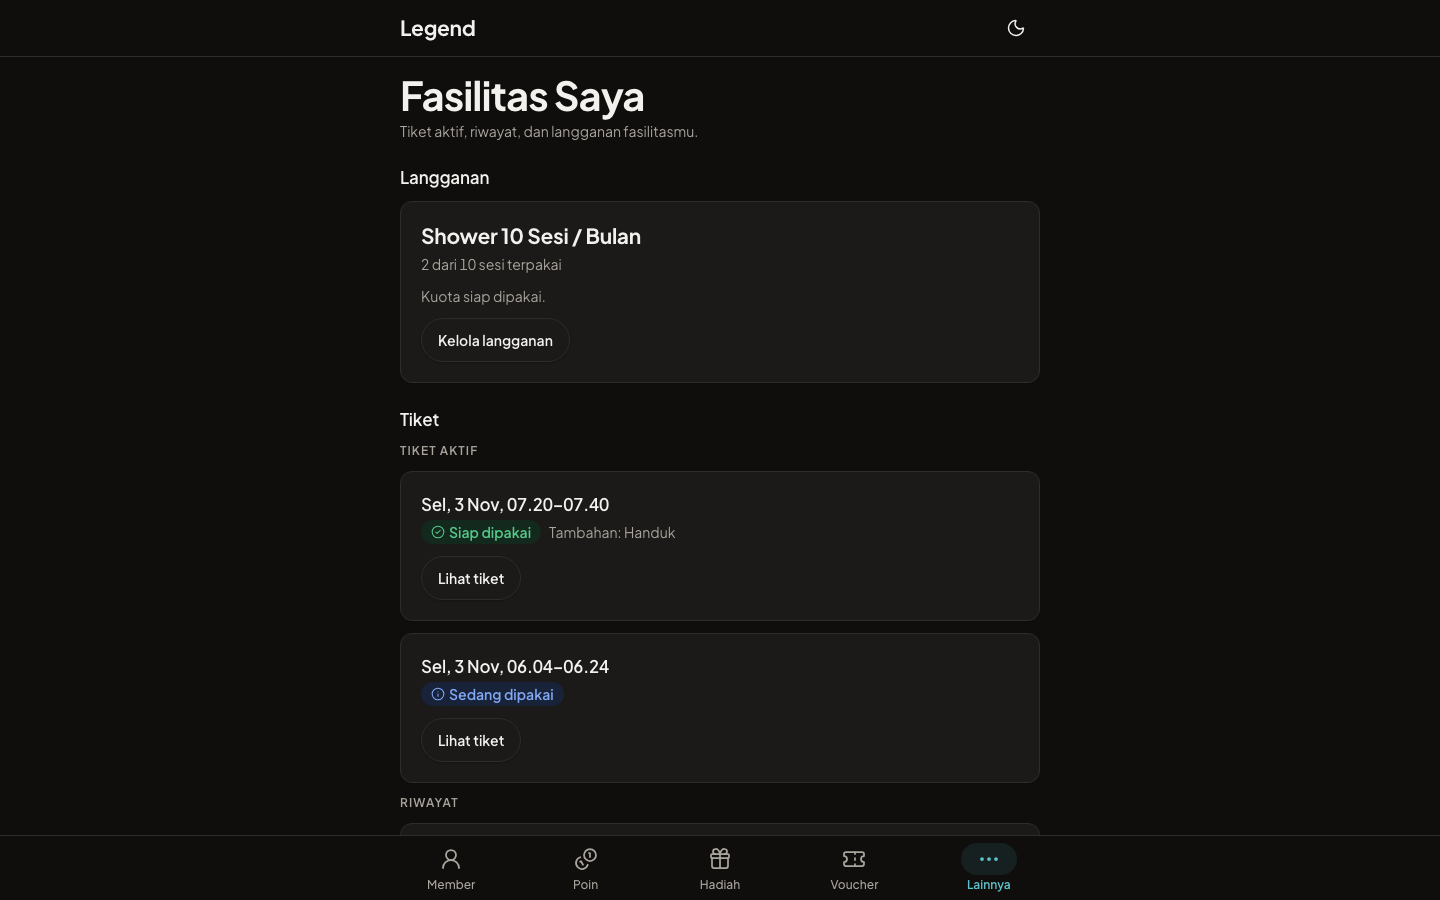 Legend
Fasilitas Saya
Tiket aktif, riwayat, dan langganan fasilitasmu.
Langganan
Shower 10 Sesi / Bulan
2 dari 10 sesi terpakai
Kuota siap dipakai.
Kelola langganan
Tiket
TIKET AKTIF
Sel, 3 Nov, 07.20–07.40
Siap dipakai Tambahan: Handuk
Lihat tiket
Sel, 3 Nov, 06.04–06.24
Sedang dipakai
Lihat tiket
RIWAYAT
Member Poin Hadiah Voucher Lainnya